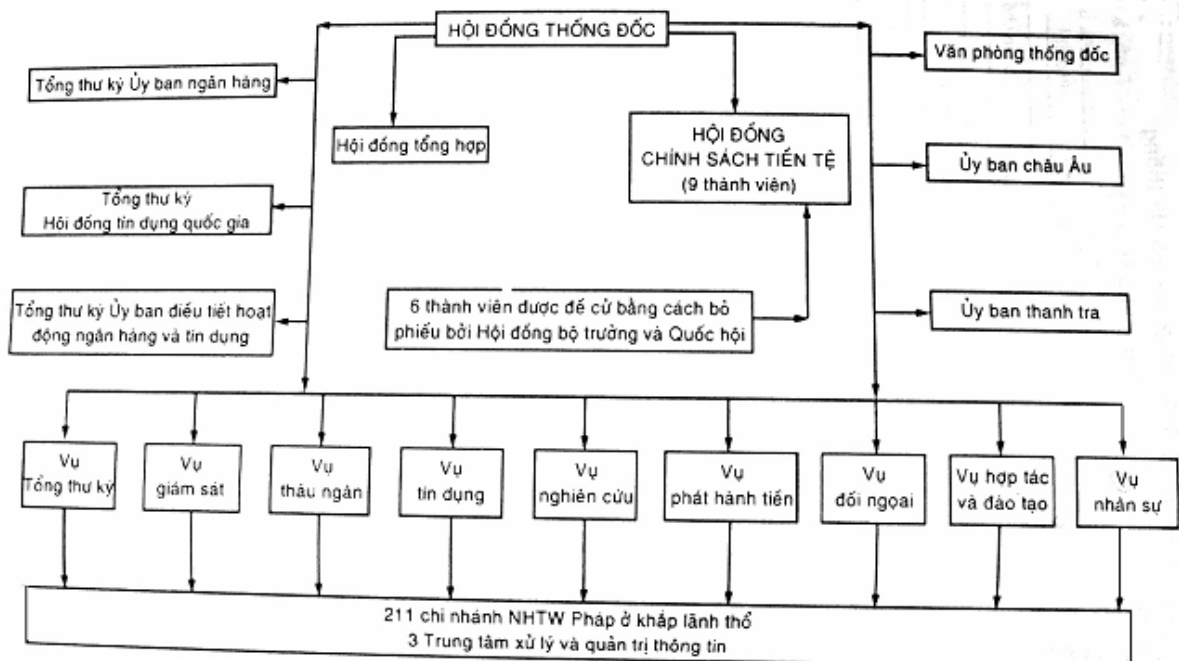 HỘI ĐỒNG THỐNG ĐỐC
Văn phòng thống đốc
Tổng thư ký Ủy ban ngân hàng
Hội đồng tổng hợp
HỘI ĐỒNG
CHÍNH SÁCH TIỀN TỆ
(9 thành viên)
Ủy ban châu Âu
Tổng thư ký
Hội đồng tín dụng quốc gia
Tổng thư ký Ủy ban điều tiết hoạt
động ngân hàng và tín dụng
6 thành viên được đề cử bằng cách bỏ
phiếu bởi Hội đồng bộ trưởng và Quốc hội
Ủy ban thanh tra
Vụ
Tổng thư ký
Vụ
giám sát
Vụ
thâu ngân
Vụ
tín dụng
Vụ
nghiên cứu
Vụ
phát hành tiền
Vụ
đối ngoại
Vụ hợp tác
và đào tạo
Vụ
nhân sự
211 chi nhánh NHTW Pháp ở khắp lãnh thổ
3 Trung tâm xử lý và quản trị thông tin